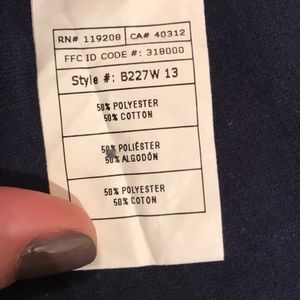 RN# 119208 CA# 40312
FFC ID CODE #: 318000
Style #: B227W 13
50% POLYESTER
50% COTTON
50% POLIÉSTER
50% ALGODÓN
50% POLYESTER
50% COTON